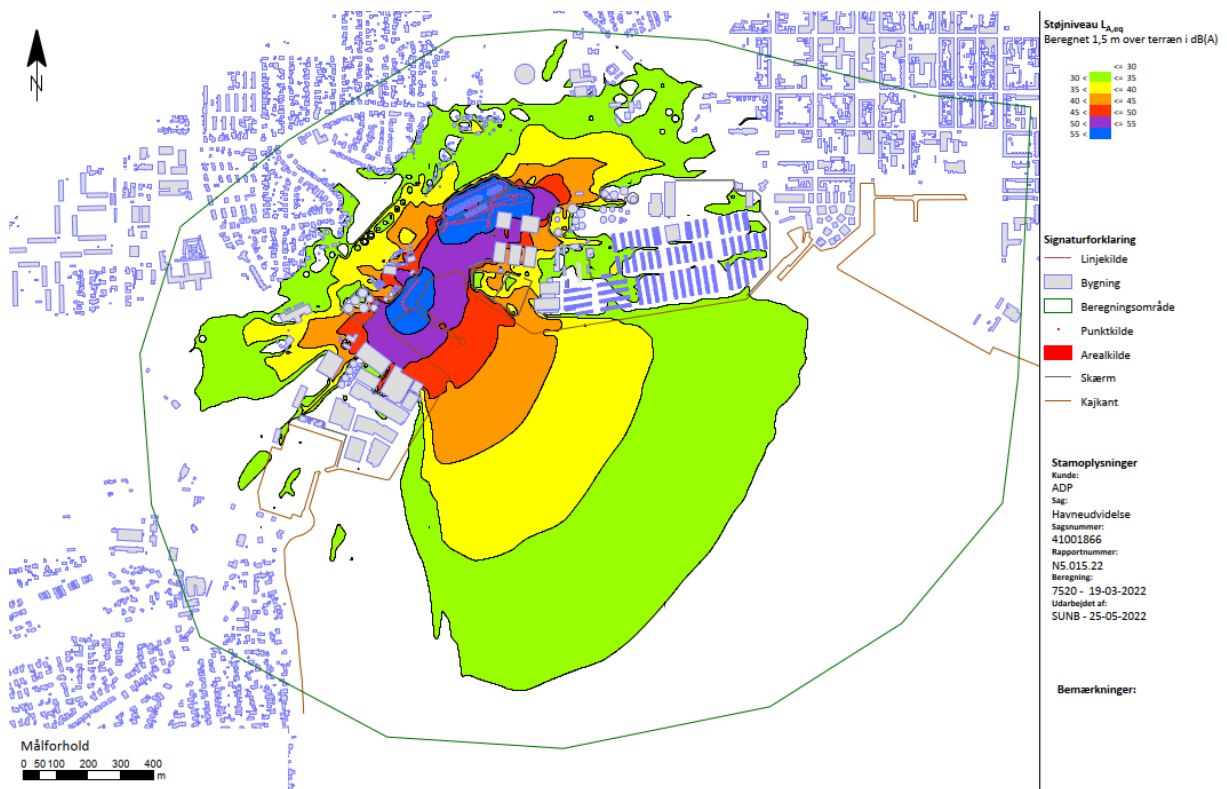 N
Støjniveau L A,eq
Beregnet 1,5 m over terræn i dB(A)
<= 30
30 < <= 35
35 < <= 40
40 < <= 45
45 < <= 50
50 < <= 55
55 <
Signaturforklaring
Linjekilde
Bygning
Beregningsområde
Punktkilde
Arealkilde
Skærm
Kajkant
Stamoplysninger
Kunde:
ADP
Sag:
Havneudvidelse
Sagsnummer:
41001866
Rapportnummer:
N5.015.22
Beregning:
7520 - 19-03-2022
Udarbejdet af:
SUNB - 25-05-2022
Bemærkninger:
Målforhold
0 50 100 200 300 400
m